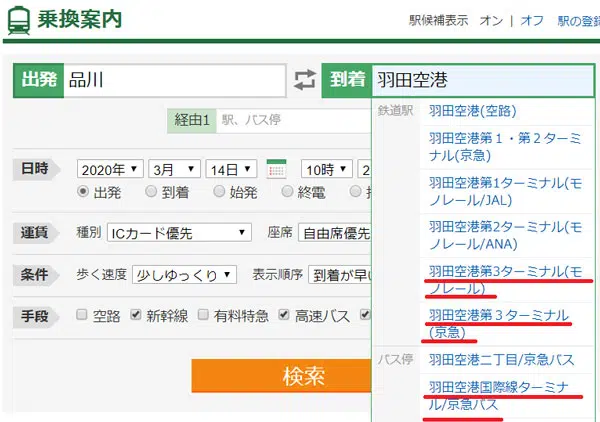 乗換案内
駅候補表示 オン | オフ 駅の登録
出発 品川
到着 羽田空港
経由1 駅、バス停
鉄道駅 羽田空港(空路)
羽田空港第１・第２ターミ
ナル(京急)
羽田空港第1ターミナル(モ
ノレール/JAL)
羽田空港第2ターミナル(モ
ノレール/ANA)
羽田空港第3ターミナル(モ
ノレール)
羽田空港第３ターミナル
(京急)
バス停 羽田空港二丁目/京急バス
羽田空港国際線ターミナ
ル/京急バス
日時 2020年 3月 14日 10時 2
出発 到着 始発 終電
運賃 種別 ICカード優先 座席 自由席優先
条件 歩く速度 少しゆっくり 表示順序 到着が早い
手段 空路 新幹線 有料特急 高速バス
検索